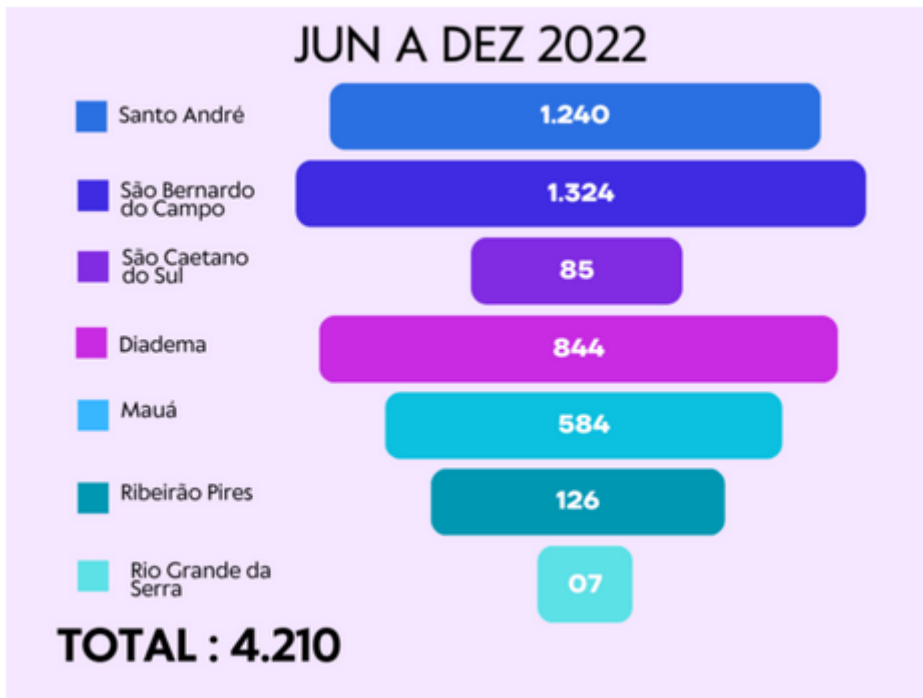 JUN A DEZ 2022
Santo André
1.240
São Bernardo
do Campo
1.324
São Caetano
do Sul
85
Diadema
844
Mauá
584
Ribeirão Pires
126
Rio Grande da
Serra
07
TOTAL : 4.210